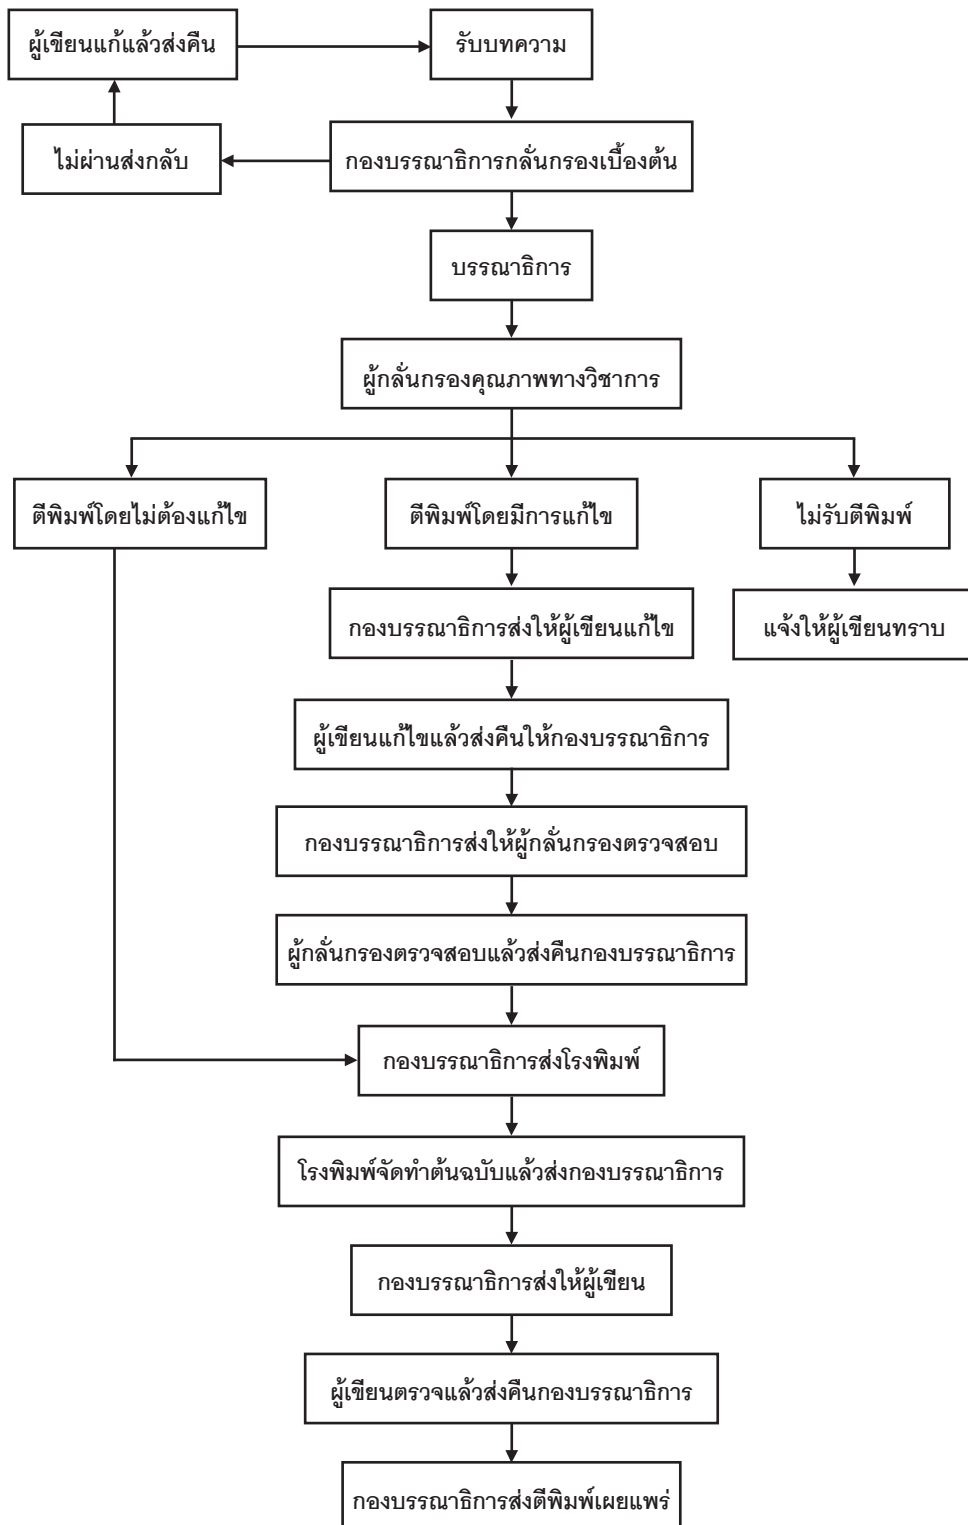 ผู้เขียนแก้แล้วส่งคืน
รับบทความ
ไม่ผ่านส่งกลับ
กองบรรณาธิการกลั่นกรองเบื้องต้น
บรรณาธิการ
ผู้กลั่นกรองคุณภาพทางวิชาการ
ตีพิมพ์โดยไม่ต้องแก้ไข
ตีพิมพ์โดยมีการแก้ไข
ไม่รับตีพิมพ์
กองบรรณาธิการส่งให้ผู้เขียนแก้ไข
แจ้งให้ผู้เขียนทราบ
ผู้เขียนแก้ไขแล้วส่งคืนให้กองบรรณาธิการ
กองบรรณาธิการส่งให้ผู้กลั่นกรองตรวจสอบ
ผู้กลั่นกรองตรวจสอบแล้วส่งคืนกองบรรณาธิการ
กองบรรณาธิการส่งโรงพิมพ์
โรงพิมพ์จัดทำต้นฉบับแล้วส่งกองบรรณาธิการ
กองบรรณาธิการส่งให้ผู้เขียน
ผู้เขียนตรวจแล้วส่งคืนกองบรรณาธิการ
กองบรรณาธิการส่งตีพิมพ์เผยแพร่